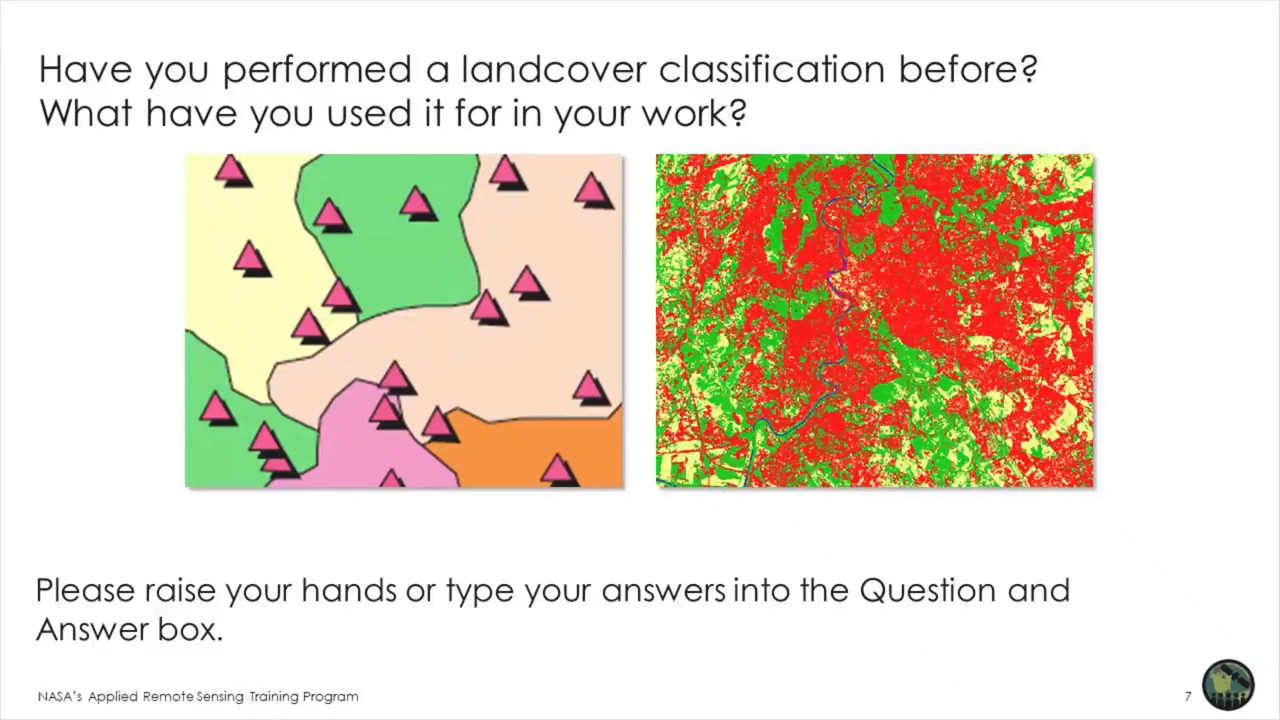 Have you performed a landcover classification before?
What have you used it for in your work?
Please raise your hands or type your answers into the Question and
Answer box.
NASA's Applied Remote Sensing Training Program
7